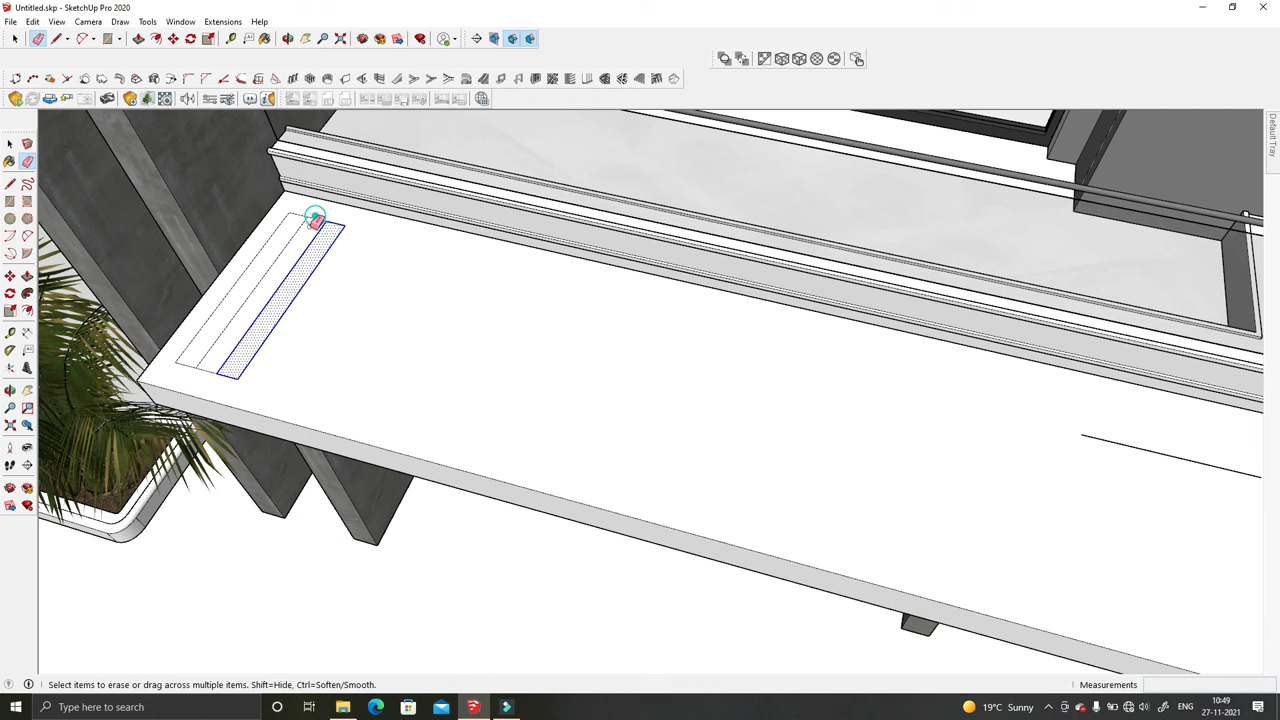 Untitled.skp - SketchUp Pro 2020
File Edit View Camera Draw Tools Window Extensions Help
Default Tray
Select items to erase or drag across multiple items. Shift=Hide, Ctrl=Soften/Smooth.
Measurements
Type here to search
19°C Sunny
ENG
10:49
27-11-2021